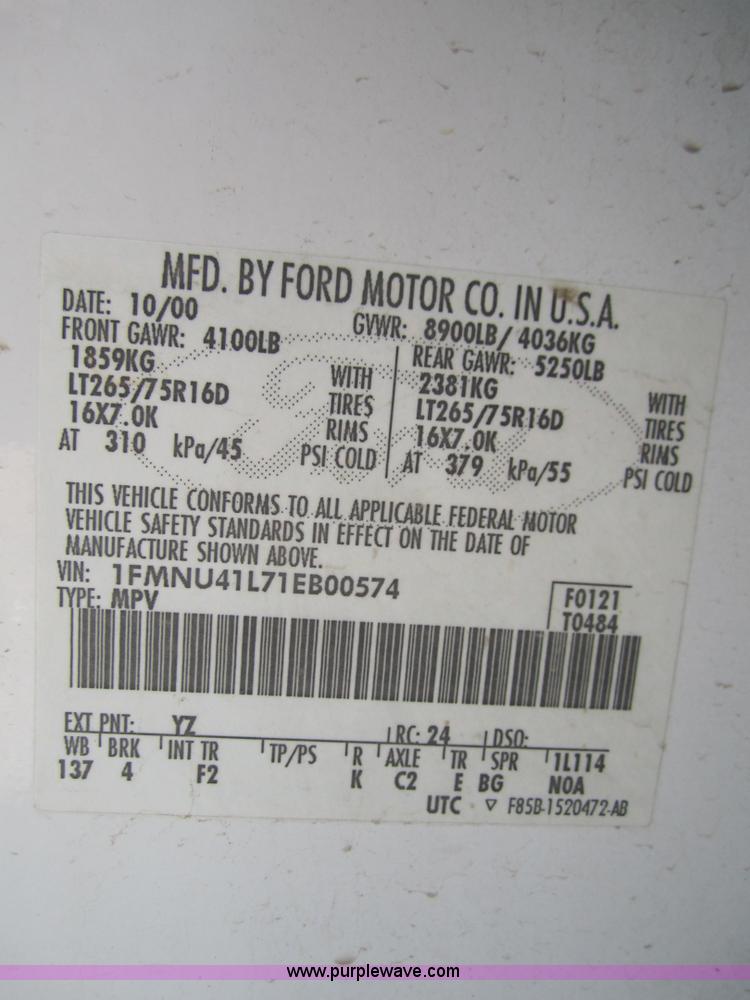 MFD. BY FORD MOTOR CO. IN U.S.A.
DATE: 10/00 GVWR: 8900LB/ 4036KG
FRONT GAWR: 4100LB REAR GAWR: 5250LB
1859KG WITH 2381KG WITH
LT265/75R16D TIRES LT265/75R16D TIRES
16X7.0K RIMS 16X7.0K RIMS
AT 310 kPa/45 PSI COLD AT 379 kPa/55 PSI COLD
THIS VEHICLE CONFORMS TO ALL APPLICABLE FEDERAL MOTOR
VEHICLE SAFETY STANDARDS IN EFFECT ON THE DATE OF
MANUFACTURE SHOWN ABOVE.
VIN: 1FMNU41L71EB00574
TYPE: MPV
F0121
T0484
EXT PNT: YZ RC: 24 DSO:
WB BRK INT TR TP/PS R AXLE TR SPR 1L114
137 4 F2 K C2 E BG NOA
UTC ▽ F85B-1520472-AB
Ford
www.purplewave.com